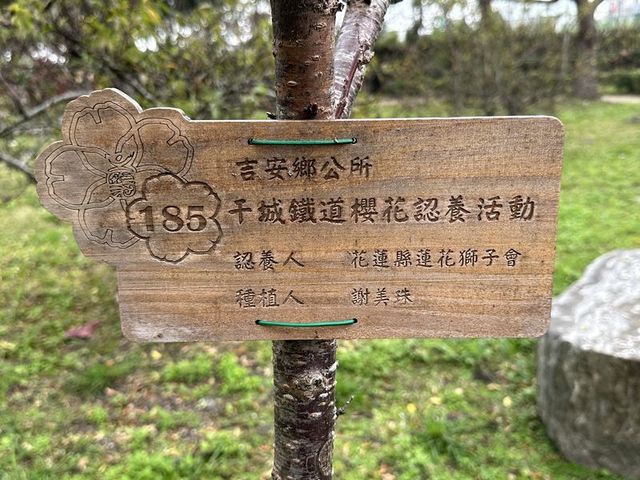 吉安鄉公所
185
干城鐵道櫻花認養活動
認養人 花蓮縣蓮花獅子會
種植人 謝美珠